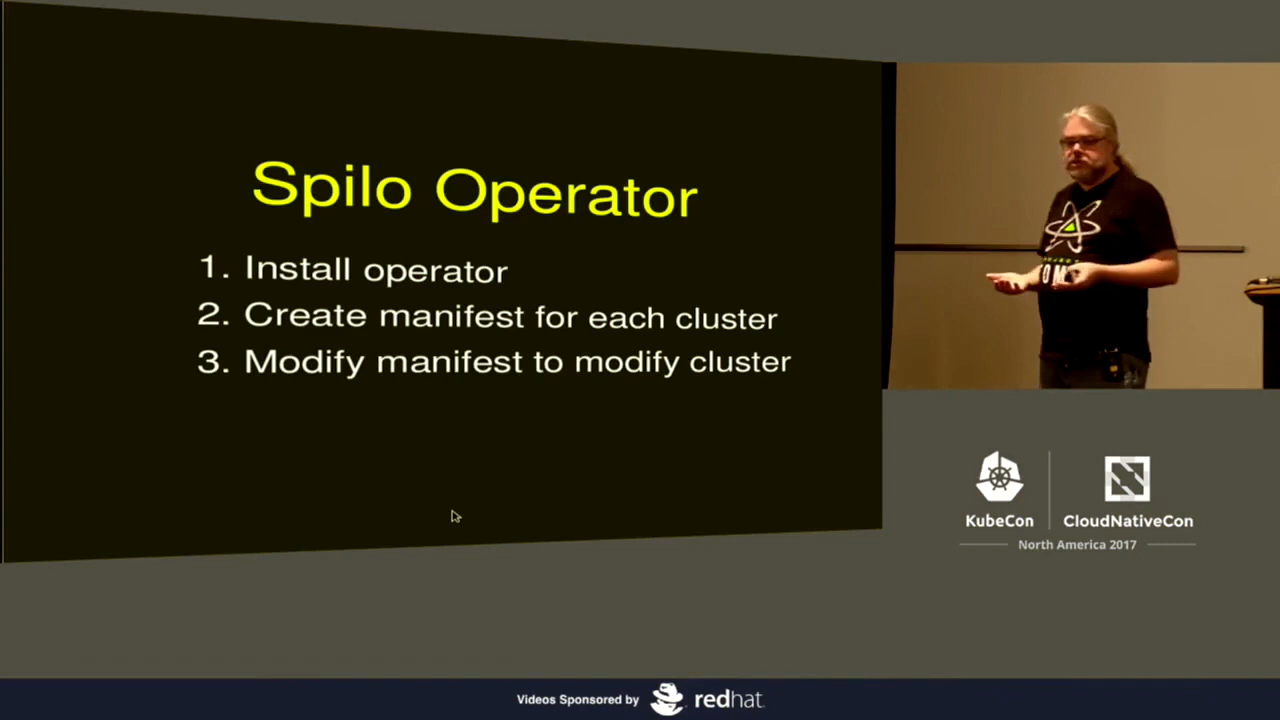 Spilo Operator
1. Install operator
2. Create manifest for each cluster
3. Modify manifest to modify cluster
KubeCon
CloudNativeCon
North America 2017
Videos Sponsored by
redhat.